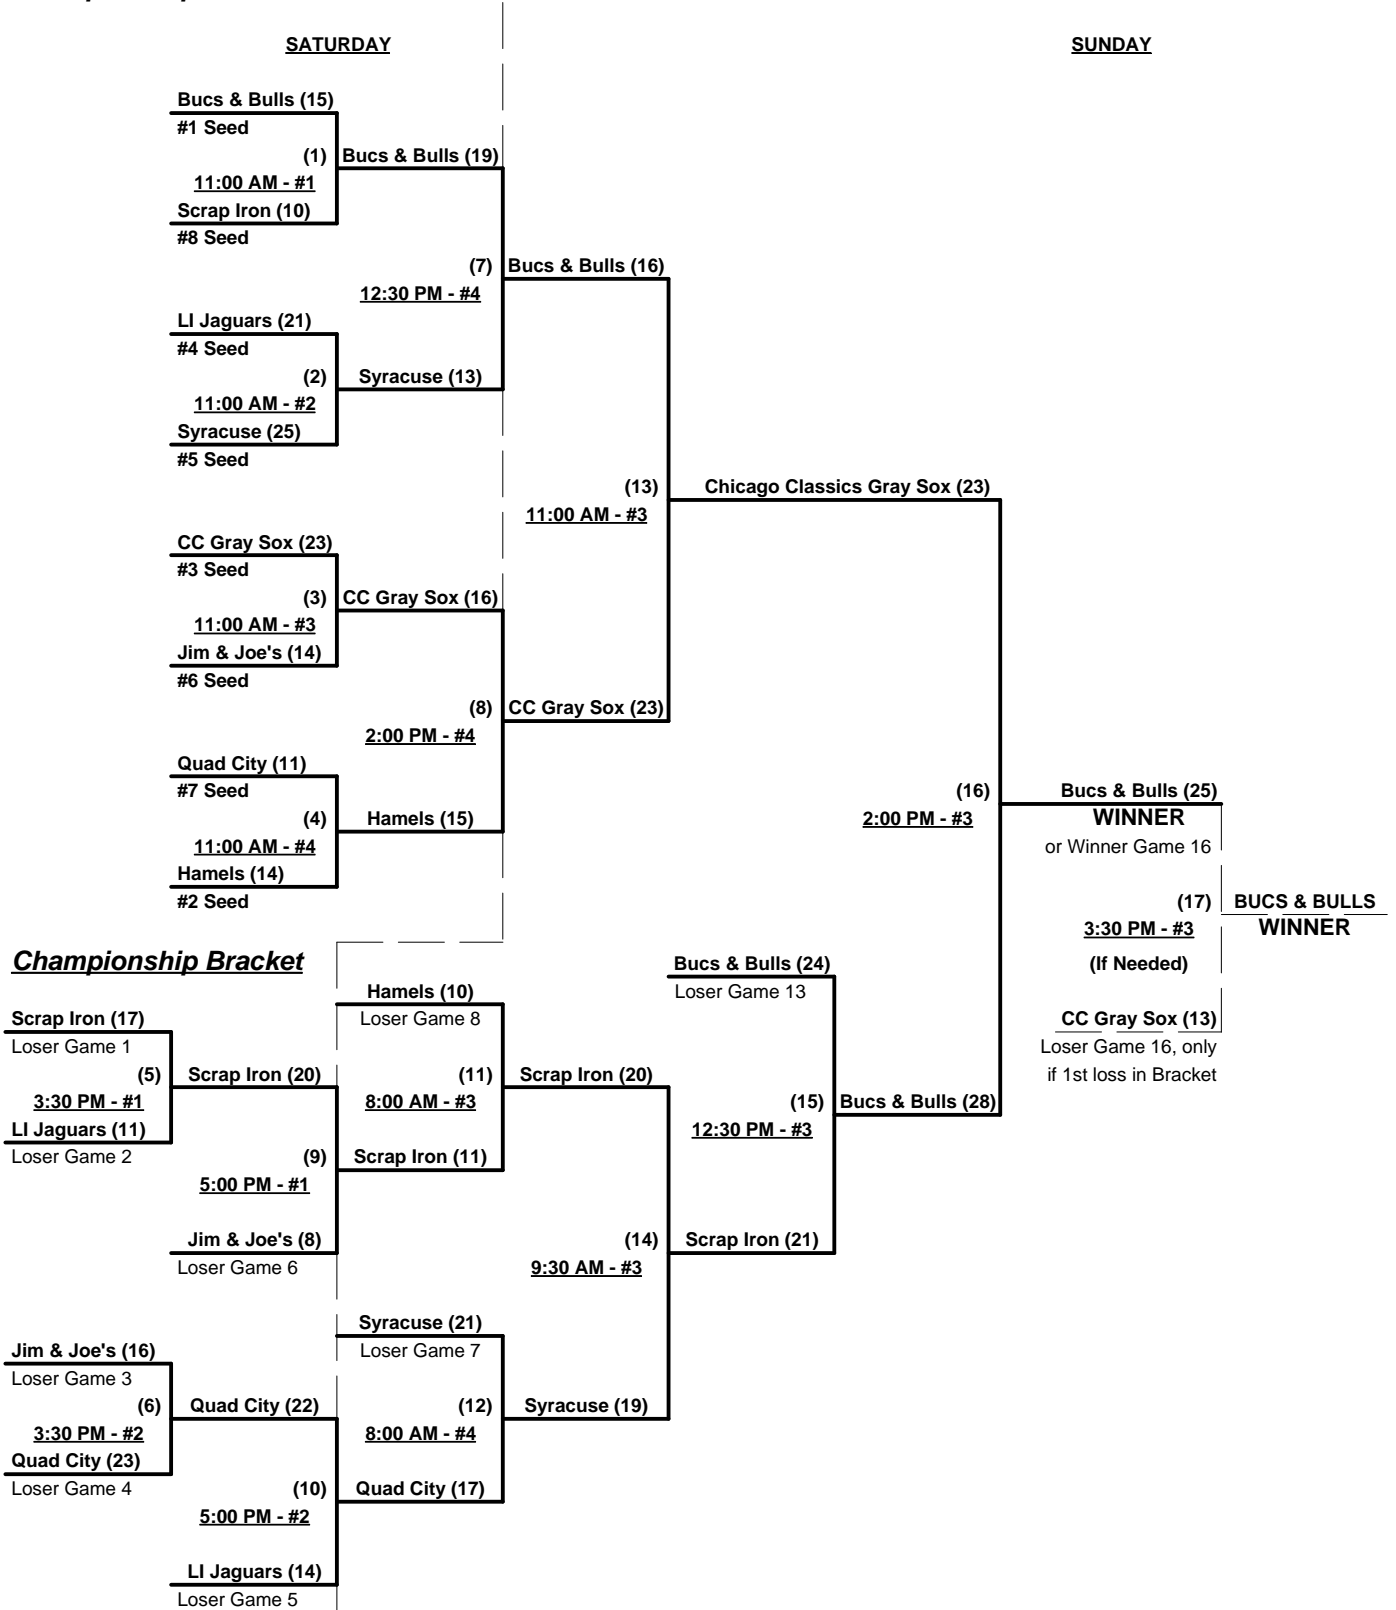 SATURDAY
SUNDAY
Bucs & Bulls (15)
#1 Seed
(1)
Bucs & Bulls (19)
11:00 AM - #1
Scrap Iron (10)
#8 Seed
(7)
Bucs & Bulls (16)
12:30 PM - #4
LI Jaguars (21)
#4 Seed
(2)
Syracuse (13)
11:00 AM - #2
Syracuse (25)
#5 Seed
(13)
Chicago Classics Gray Sox (23)
11:00 AM - #3
CC Gray Sox (23)
#3 Seed
(3)
CC Gray Sox (16)
11:00 AM - #3
Jim & Joe's (14)
#6 Seed
(8)
CC Gray Sox (23)
2:00 PM - #4
Quad City (11)
#7 Seed
(16)
Bucs & Bulls (25)
(4)
Hamels (15)
2:00 PM - #3
WINNER
11:00 AM - #4
or Winner Game 16
Hamels (14)
#2 Seed
(17)
BUCS & BULLS
3:30 PM - #3
WINNER
Championship Bracket
(If Needed)
Bucs & Bulls (24)
Hamels (10)
Loser Game 13
Scrap Iron (17)
Loser Game 8
CC Gray Sox (13)
Loser Game 1
Loser Game 16, only
(5)
Scrap Iron (20)
(11)
Scrap Iron (20)
if 1st loss in Bracket
3:30 PM - #1
8:00 AM - #3
(15)
Bucs & Bulls (28)
LI Jaguars (11)
12:30 PM - #3
Loser Game 2
(9)
Scrap Iron (11)
5:00 PM - #1
Jim & Joe's (8)
(14)
Scrap Iron (21)
Loser Game 6
9:30 AM - #3
Syracuse (21)
Jim & Joe's (16)
Loser Game 7
Loser Game 3
(6)
Quad City (22)
(12)
Syracuse (19)
3:30 PM - #2
8:00 AM - #4
Quad City (23)
Loser Game 4
(10)
Quad City (17)
5:00 PM - #2
LI Jaguars (14)
Loser Game 5